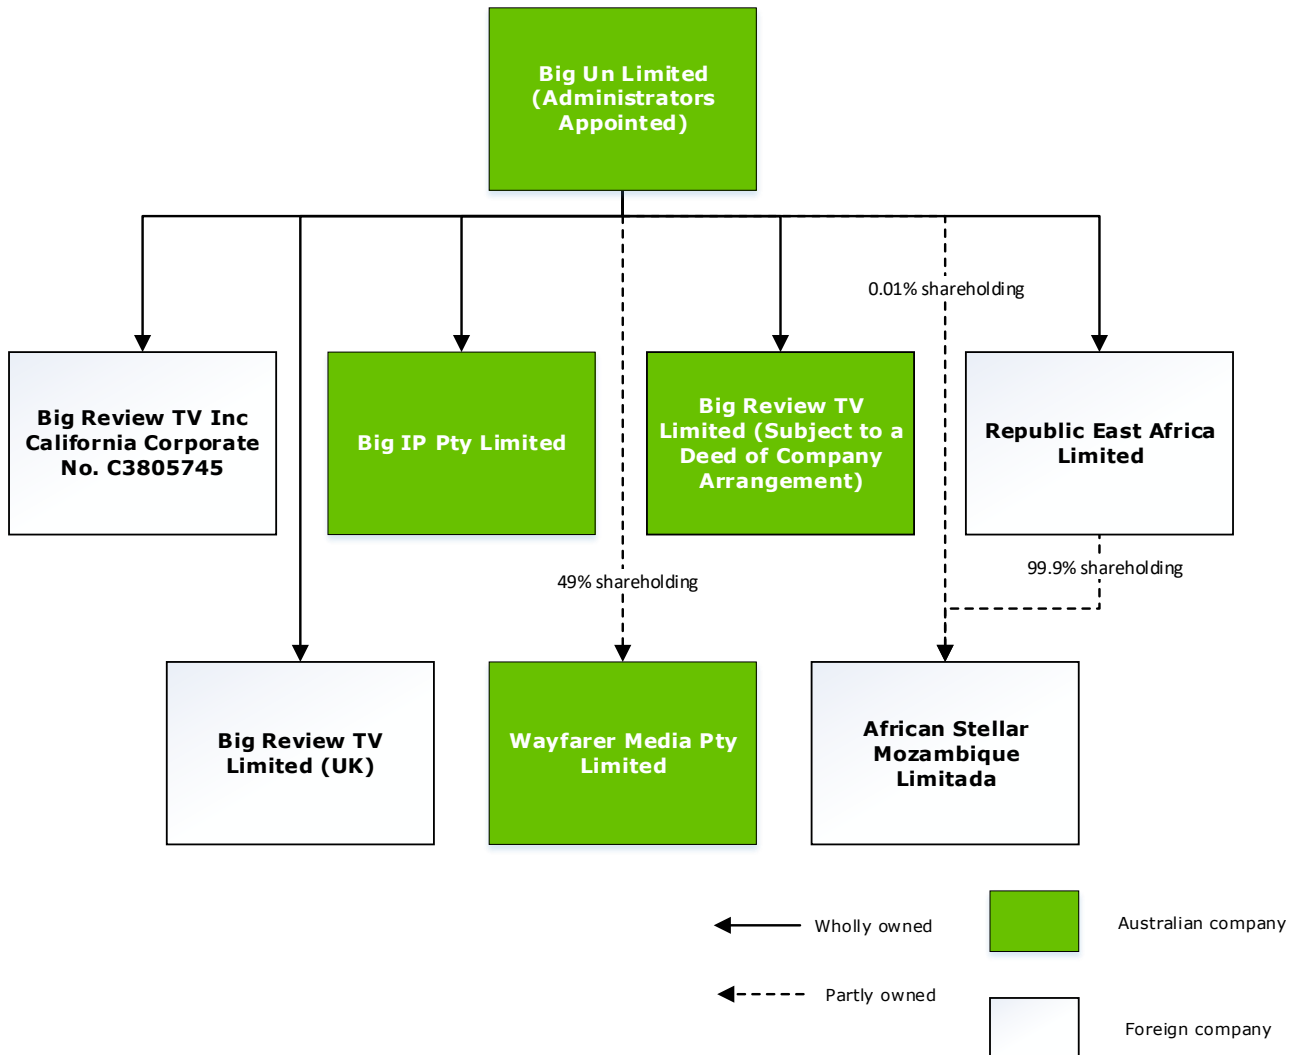 Big Un Limited
(Administrators
Appointed)
0.01% shareholding
Big Review TV Inc
California Corporate
No. C3805745
Big IP Pty Limited
Big Review TV
Limited (Subject to a
Deed of Company
Arrangement)
Republic East Africa
Limited
49% shareholding
99.9% shareholding
Big Review TV
Limited (UK)
Wayfarer Media Pty
Limited
African Stellar
Mozambique
Limitada
Wholly owned
Australian company
Partly owned
Foreign company